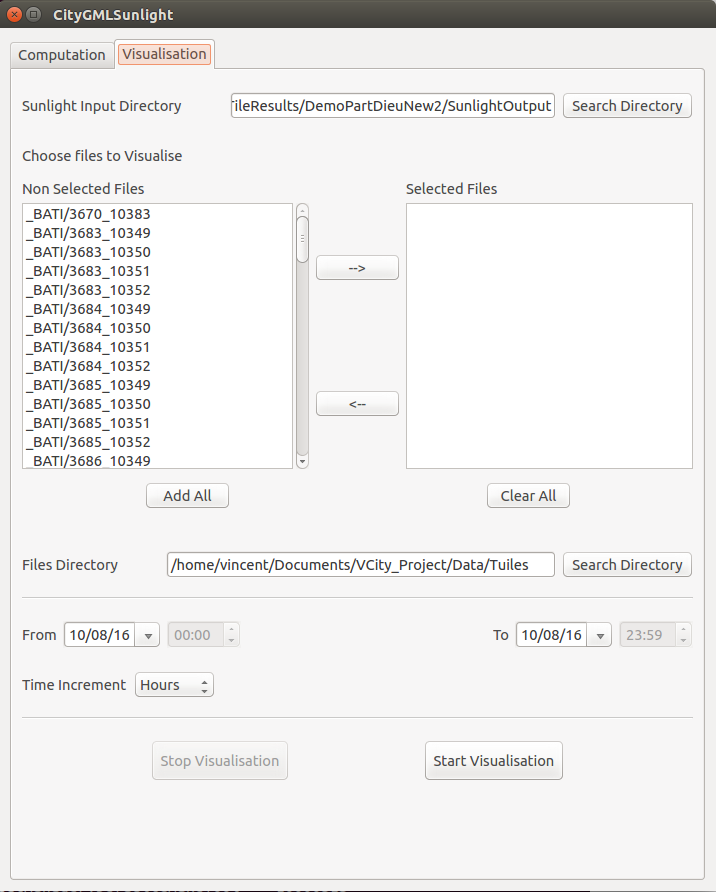 CityGMLSunlight
Computation Visualisation
Sunlight Input Directory TileResults/DemoPartDieuNew2/SunlightOutput Search Directory
Choose files to Visualise
Non Selected Files Selected Files
_BATI/3670_10383
_BATI/3683_10349
_BATI/3683_10350
_BATI/3683_10351
_BATI/3683_10352
_BATI/3684_10349
_BATI/3684_10350
_BATI/3684_10351
_BATI/3684_10352
_BATI/3685_10349
_BATI/3685_10350
_BATI/3685_10351
_BATI/3685_10352
_BATI/3686_10349
-->
<--
Add All Clear All
Files Directory /home/vincent/Documents/VCity_Project/Data/Tuiles Search Directory
From 10/08/16 00:00 To 10/08/16 23:59
Time Increment Hours
Stop Visualisation Start Visualisation